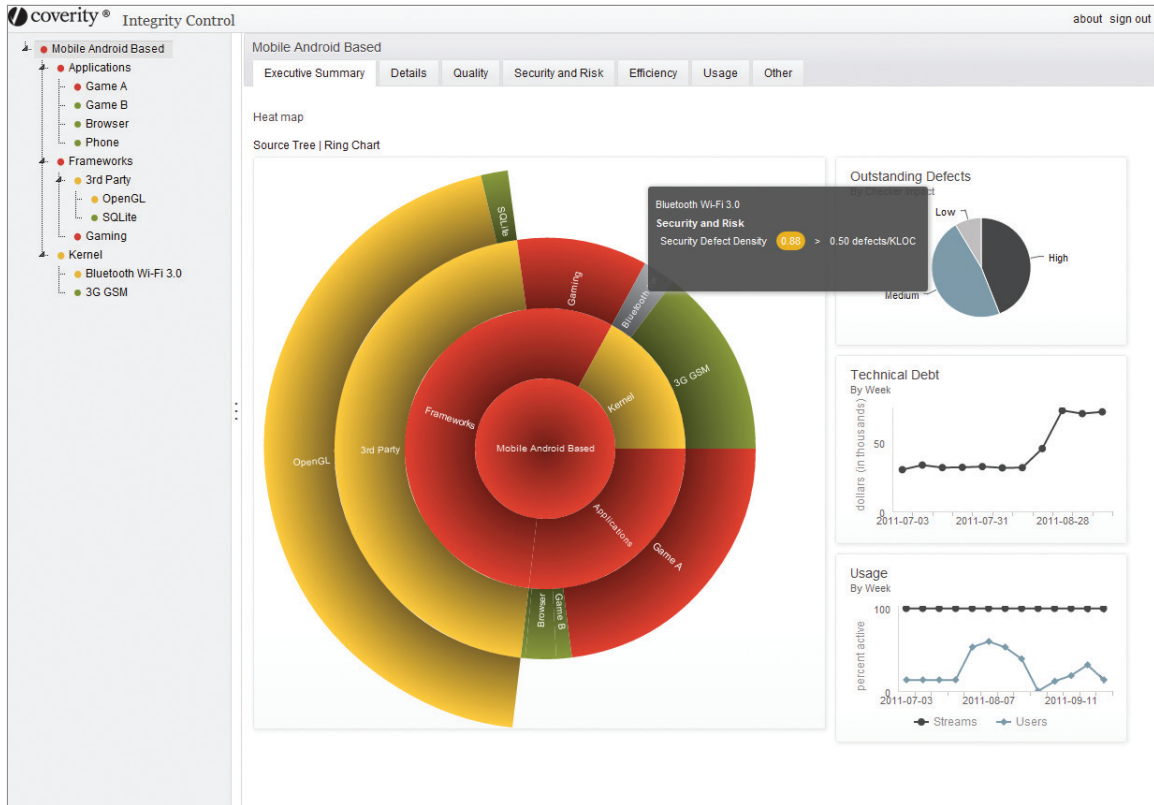 coverity® Integrity Control
about sign out
Mobile Android Based
Applications
Game A
Game B
Browser
Phone
Frameworks
3rd Party
OpenGL
SQLite
Gaming
Kernel
Bluetooth Wi-Fi 3.0
3G GSM
Mobile Android Based
Executive Summary
Details
Quality
Security and Risk
Efficiency
Usage
Other
Heat map
Source Tree | Ring Chart
SQLite
Gaming
Bluetooth
3G GSM
Kernel
Frameworks
Mobile Android Based
3rd Party
OpenGL
Applications
Game A
Browser
Game B
Bluetooth Wi-Fi 3.0
Security and Risk
Security Defect Density 0.88 > 0.50 defects/KLOC
Outstanding Defects
By Checker Impact
Low
High
Medium
Technical Debt
By Week
dollars (in thousands)
50
0
2011-07-03 2011-07-31 2011-08-28
Usage
By Week
percent active
100
0
2011-07-03 2011-08-07 2011-09-11
Streams Users